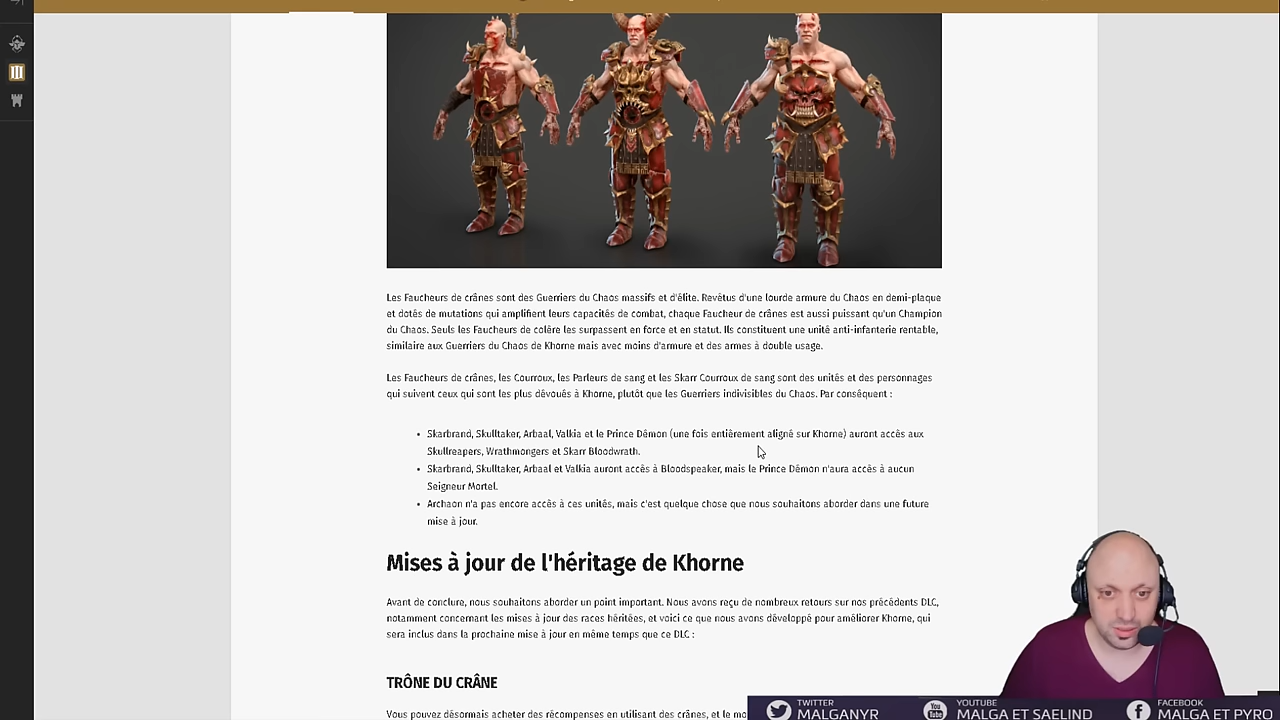 Les Faucheurs de crânes sont des Guerriers du Chaos massifs et d'élite. Revêtus d'une lourde armure du Chaos en demi-plaque
et dotés de mutations qui amplifient leurs capacités de combat, chaque Faucheur de crânes est aussi puissant qu'un Champion
du Chaos. Seuls les Faucheurs de colère les surpassent en force et en statut. Ils constituent une unité anti-infanterie rentable,
similaire aux Guerriers du Chaos de Khorne mais avec moins d'armure et des armes à double usage.
Les Faucheurs de crânes, les Courroux, les Parleurs de sang et les Skarr Courroux de sang sont des unités et des personnages
qui suivent ceux qui sont les plus dévoués à Khorne, plutôt que les Guerriers indivisibles du Chaos. Par conséquent :
• Skarbrand, Skulltaker, Arbaal, Valkia et le Prince Démon (une fois entièrement aligné sur Khorne) auront accès aux
Skullreapers, Wrathmongers et Skarr Bloodwrath.
• Skarbrand, Skulltaker, Arbaal et Valkia auront accès à Bloodspeaker, mais le Prince Démon n'aura accès à aucun
Seigneur Mortel.
• Archaon n'a pas encore accès à ces unités, mais c'est quelque chose que nous souhaitons aborder dans une future
mise à jour.
Mises à jour de l'héritage de Khorne
Avant de conclure, nous souhaitons aborder un point important. Nous avons reçu de nombreux retours sur nos précédents DLC,
notamment concernant les mises à jour des races héritées, et voici ce que nous avons développé pour améliorer Khorne, qui
sera inclus dans la prochaine mise à jour en même temps que ce DLC :
TRÔNE DU CRÂNE
Vous pouvez désormais acheter des récompenses en utilisant des crânes, et le mo
TWITTER
MALGANYR
YOUTUBE
MALGA ET SAELIND
FACEBOOK
MALGA ET PYRO